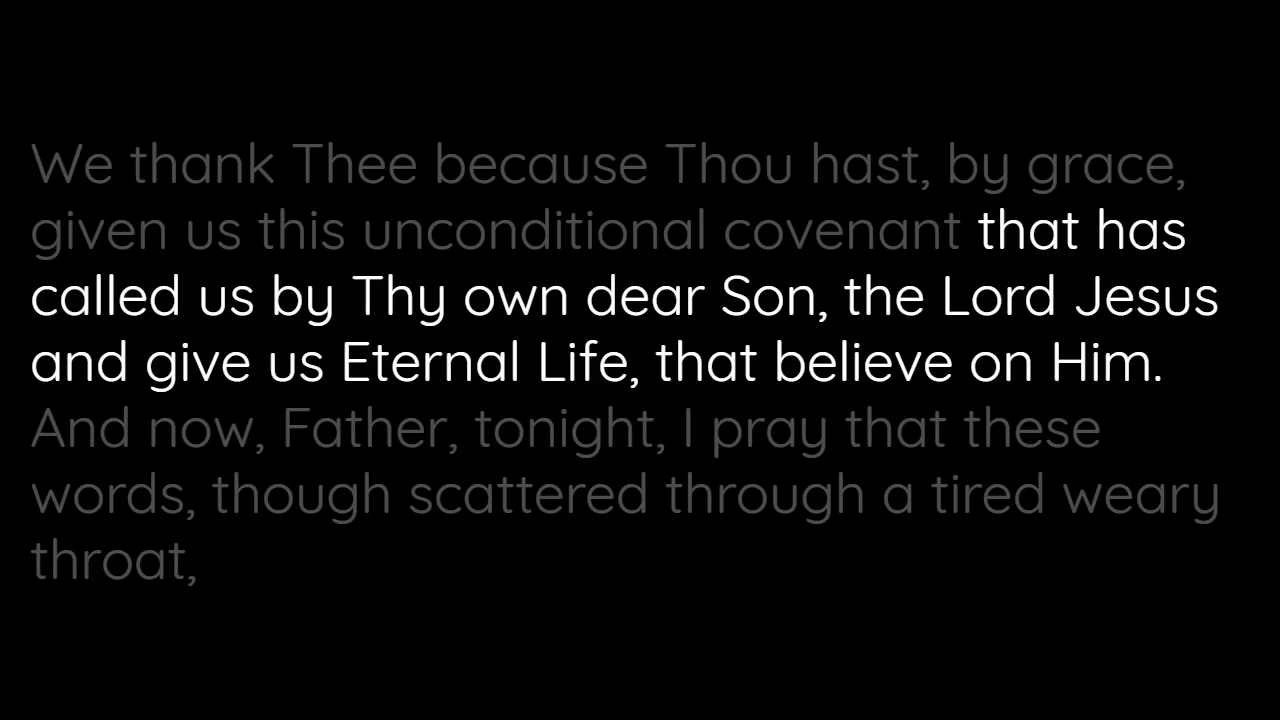 We thank Thee because Thou hast, by grace,
given us this unconditional covenant that has
called us by Thy own dear Son, the Lord Jesus
and give us Eternal Life, that believe on Him.
And now, Father, tonight, I pray that these
words, though scattered through a tired weary
throat,